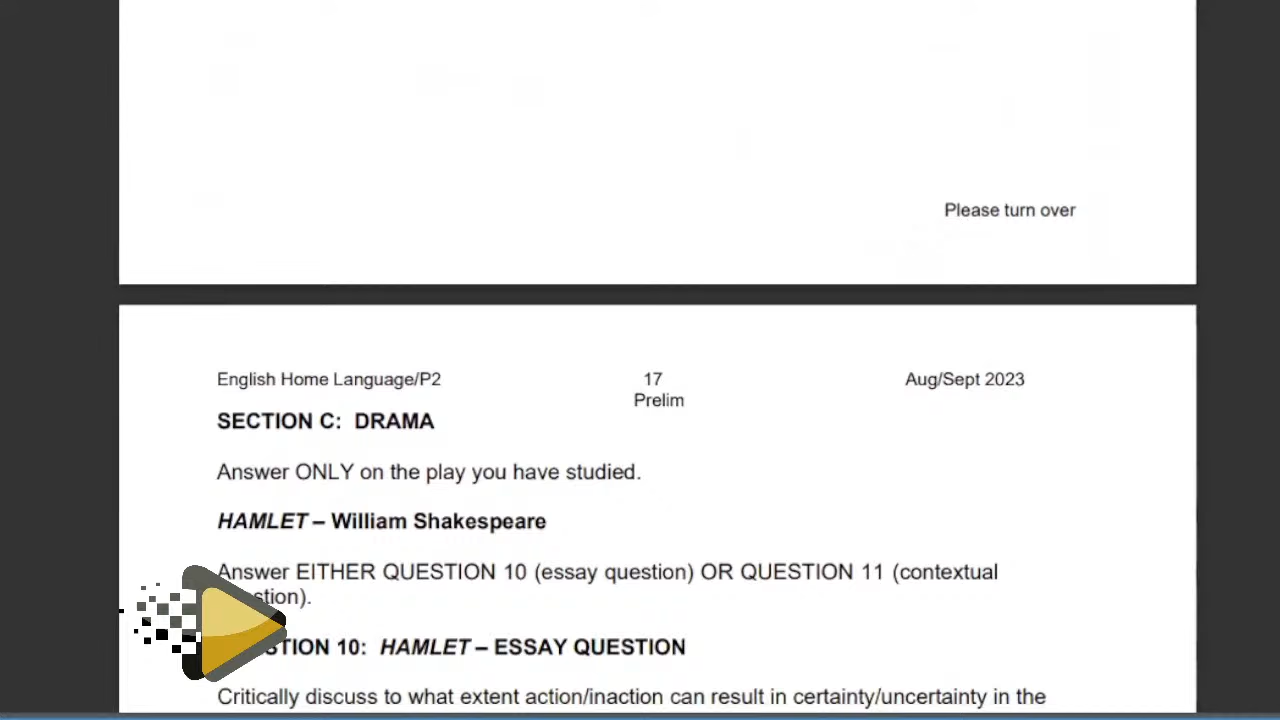 Please turn over
English Home Language/P2 17 Aug/Sept 2023
Prelim
SECTION C: DRAMA
Answer ONLY on the play you have studied.
HAMLET – William Shakespeare
Answer EITHER QUESTION 10 (essay question) OR QUESTION 11 (contextual
stion).
STION 10: HAMLET – ESSAY QUESTION
Critically discuss to what extent action/inaction can result in certainty/uncertainty in the